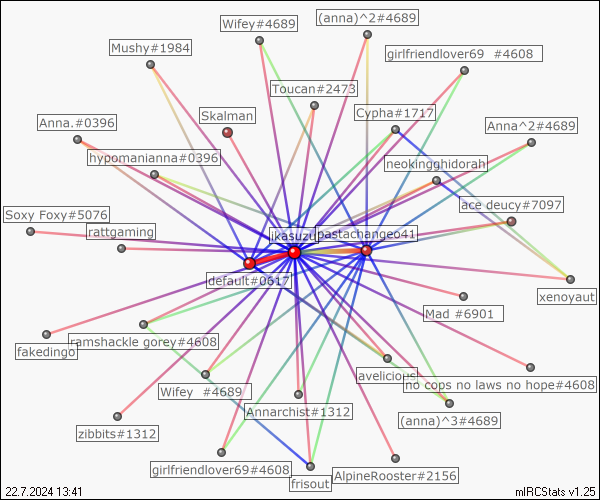 (anna)^2#4689
Wifey#4689
Mushy#1984
girlfriendlover69 #4608
Toucan#2473
Skalman
Cypha#1717
Anna.#0396
Anna^2#4689
hypomanianna#0396
neokingghidorah
ace deucy#7097
Soxy Foxy#5076
rattgaming
ikasuzu
pastachangeo41
default#0617
xenoyaut
Mad #6901
fakedingo
ramshackle gorey#4608
lavelicious!
no cops no laws no hope#4608
Wifey #4689
Annarchist#1312
(anna)^3#4689
zibbits#1312
girlfriendlover69#4608
frisout
AlpineRooster#2156
22.7.2024 13:41
mIRCStats v1.25